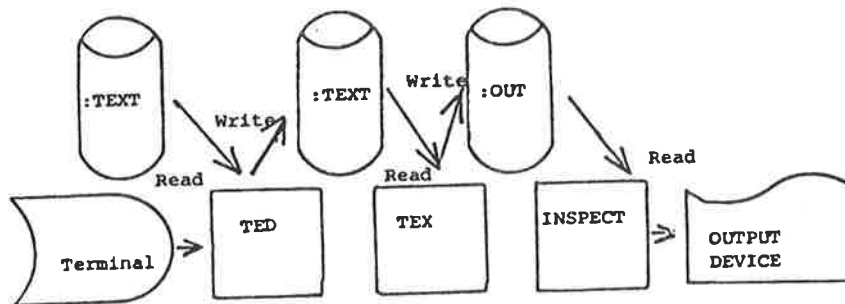 :TEXT
Write
:TEXT
Write
:OUT
Read
Read
Read
Terminal
TED
TEX
INSPECT
OUTPUT
DEVICE